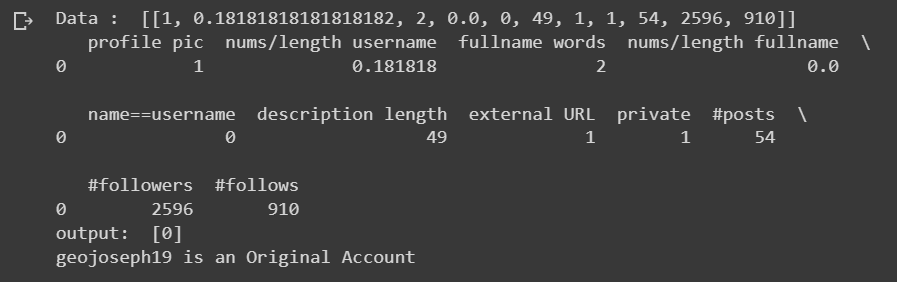 Data :  [[1, 0.18181818181818182, 2, 0.0, 0, 49, 1, 1, 54, 2596, 910]]
   profile pic  nums/length username  fullname words  nums/length fullname  \
0            1              0.181818               2                   0.0

   name==username  description length  external URL  private  #posts  \
0               0                  49             1        1      54

   #followers  #follows
0        2596       910
output:  [0]
geojoseph19 is an Original Account